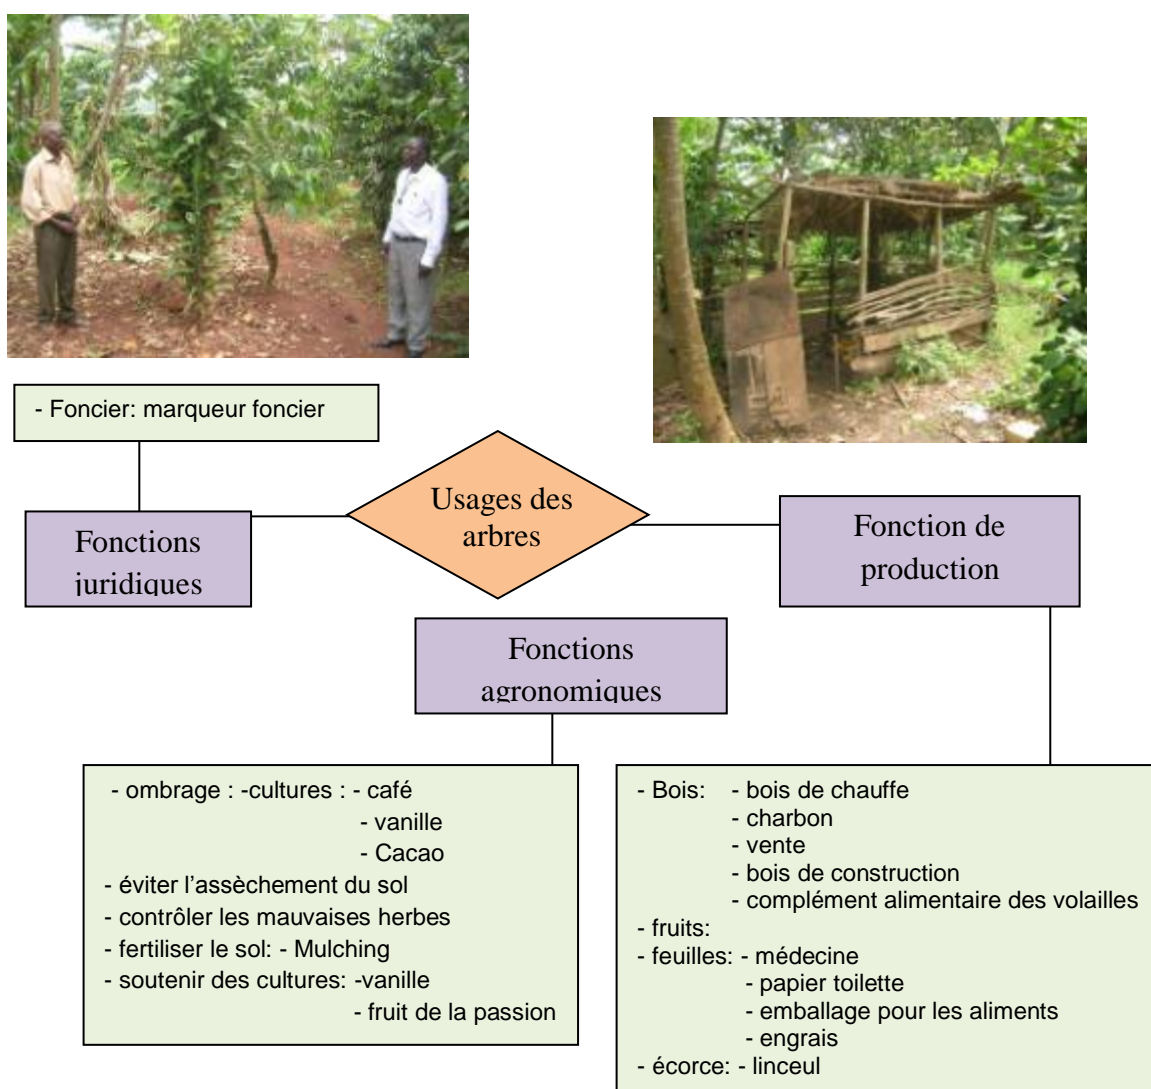 - Foncier: marqueur foncier
Usages des
arbres
Fonctions
juridiques
Fonction de
production
Fonctions
agronomiques
- ombrage : -cultures : - café
- vanille
- Cacao
- éviter l’assèchement du sol
- contrôler les mauvaises herbes
- fertiliser le sol: - Mulching
- soutenir des cultures: -vanille
- fruit de la passion
- Bois: - bois de chauffe
- charbon
- vente
- bois de construction
- complément alimentaire des volailles
- fruits:
- feuilles: - médecine
- papier toilette
- emballage pour les aliments
- engrais
- écorce: - linceul